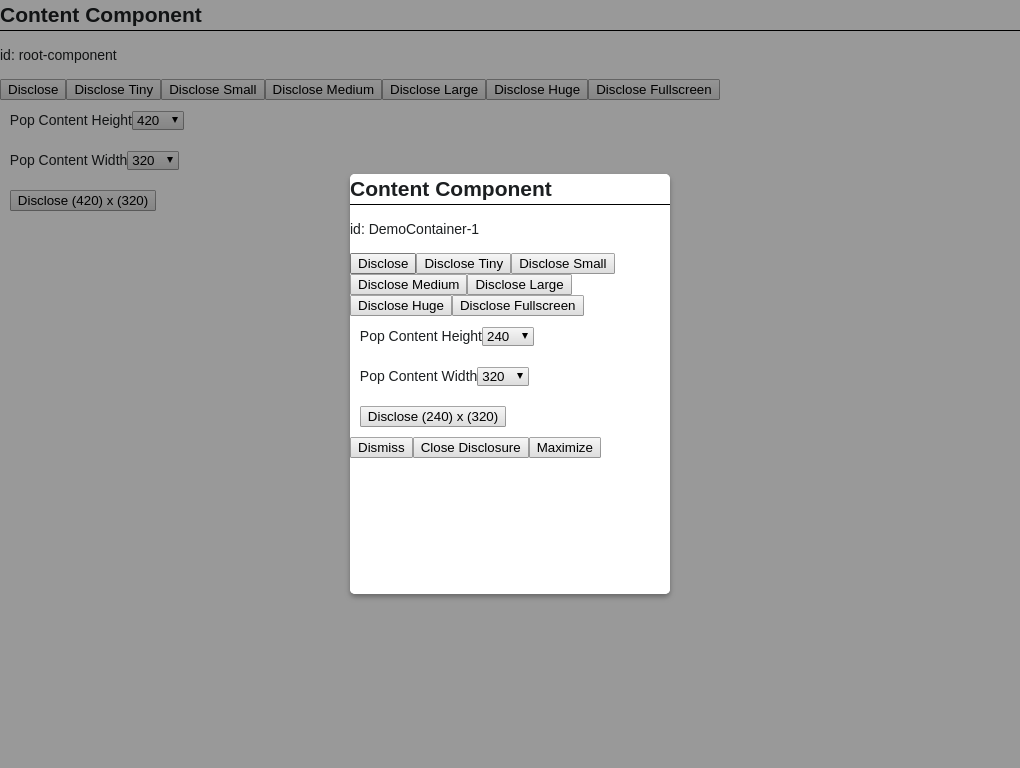 Content Component
id: root-component
Disclose Disclose Tiny Disclose Small Disclose Medium Disclose Large Disclose Huge Disclose Fullscreen
Pop Content Height 420
Pop Content Width 320
Disclose (420) x (320)
Content Component
id: DemoContainer-1
Disclose Disclose Tiny Disclose Small
Disclose Medium Disclose Large
Disclose Huge Disclose Fullscreen
Pop Content Height 240
Pop Content Width 320
Disclose (240) x (320)
Dismiss Close Disclosure Maximize